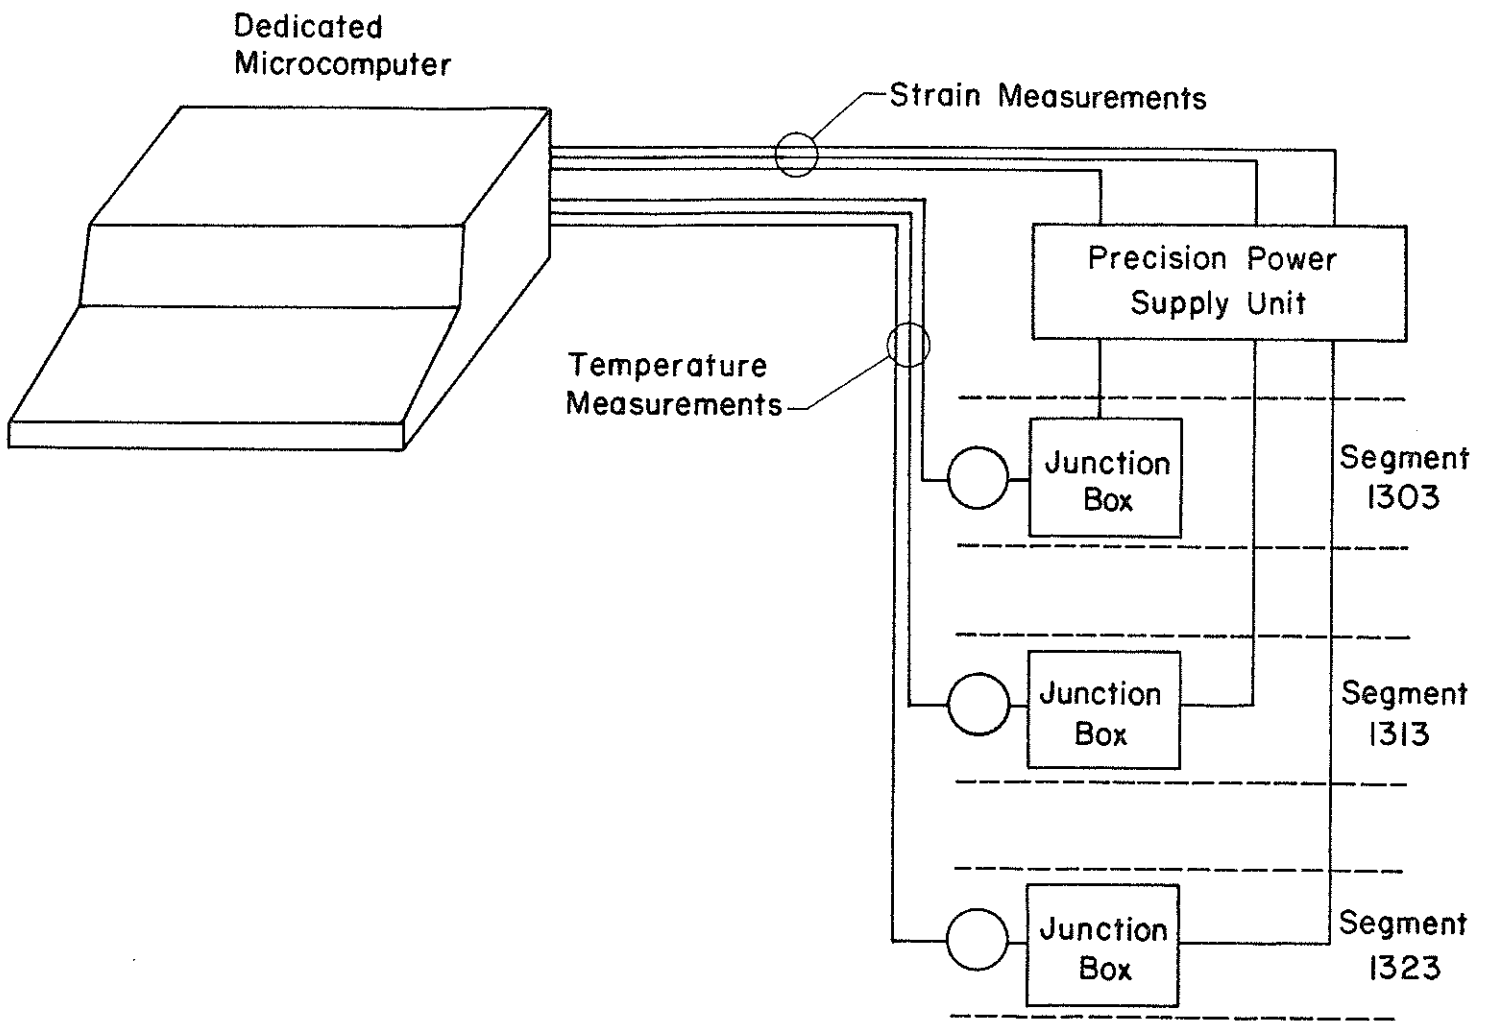 Dedicated
Microcomputer
Strain Measurements
Precision Power
Supply Unit
Temperature
Measurements
Junction
Box
Segment
1303
Junction
Box
Segment
1313
Junction
Box
Segment
1323